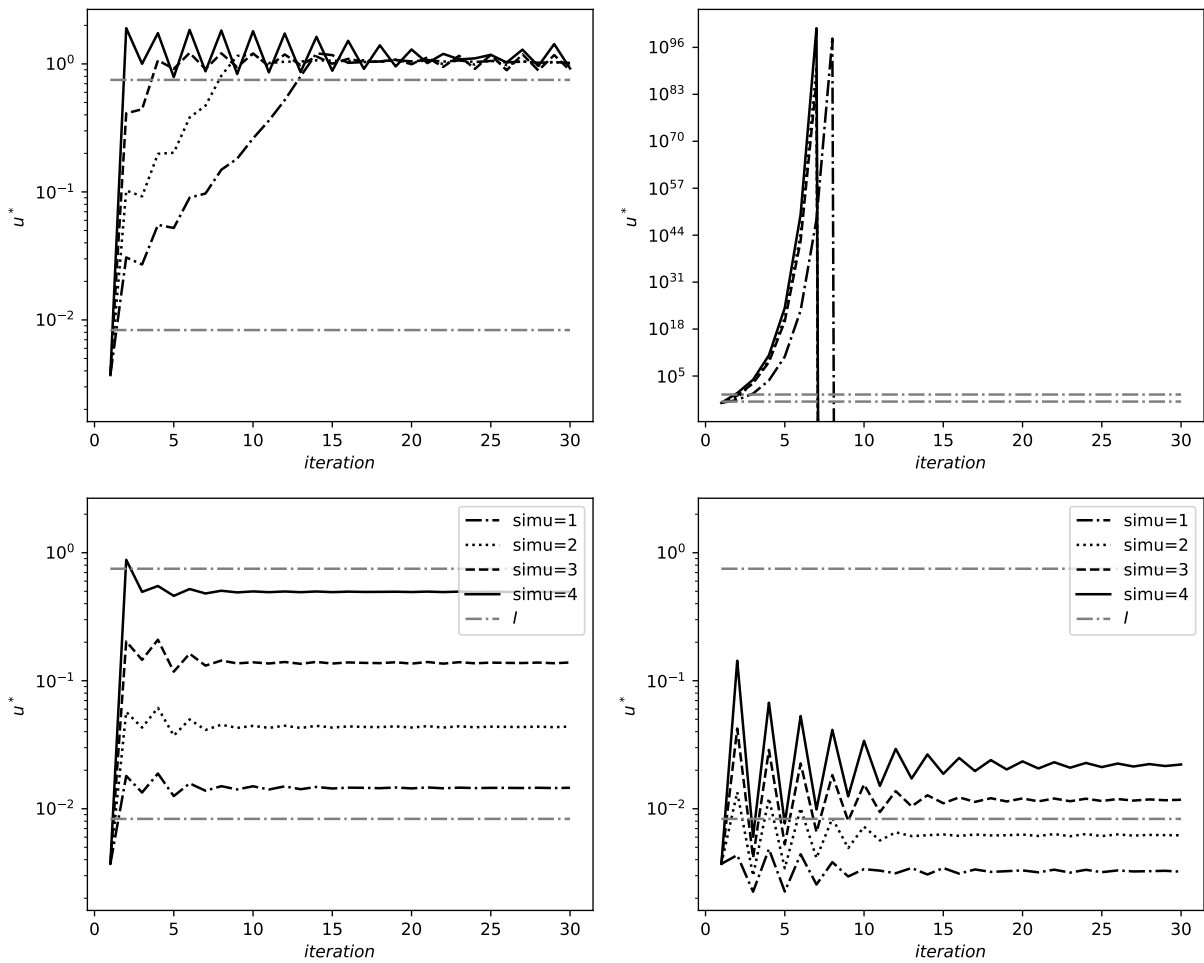 10⁰
10⁻¹
10⁻²
u*
0 5 10 15 20 25 30
iteration
10⁹⁶
10⁸³
10⁷⁰
10⁵⁷
10⁴⁴
10³¹
10¹⁸
10⁵
u*
0 5 10 15 20 25 30
iteration
10⁰
10⁻¹
10⁻²
u*
simu=1
simu=2
simu=3
simu=4
l
0 5 10 15 20 25 30
iteration
10⁰
10⁻¹
10⁻²
u*
simu=1
simu=2
simu=3
simu=4
l
0 5 10 15 20 25 30
iteration